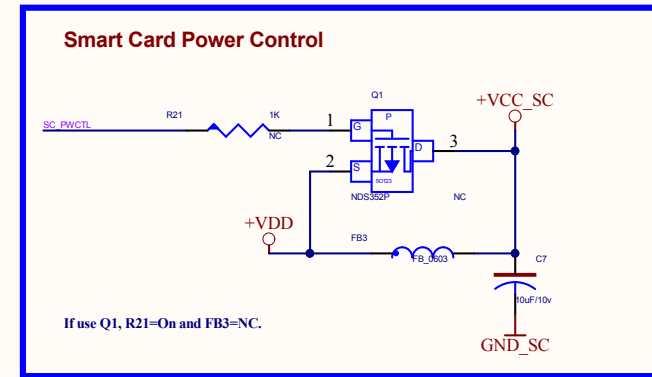 Smart Card Power Control
Q1
+VCC_SC
R21
1K
SC_PWCTL
NC
1
G
P
D
3
2
S
SOT23
NDS352P
NC
+VDD
FB3
FB_0603
C7
10uF/10v
If use Q1, R21=On and FB3=NC.
GND_SC